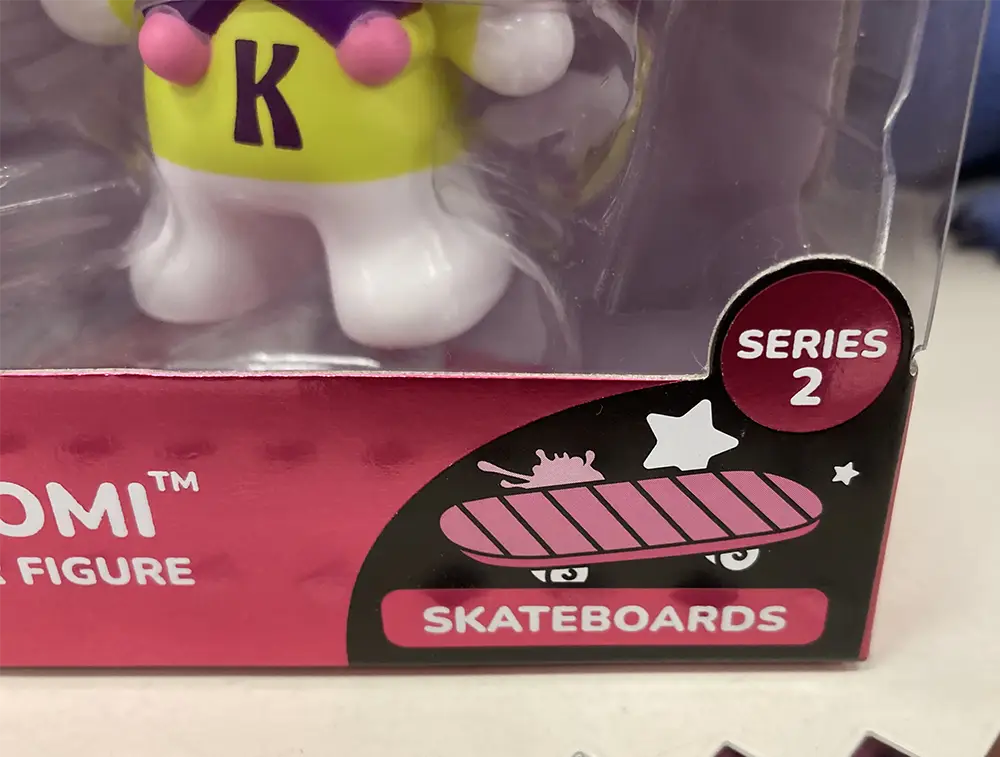 K
SERIES
2
OMI™
FIGURE
SKATEBOARDS